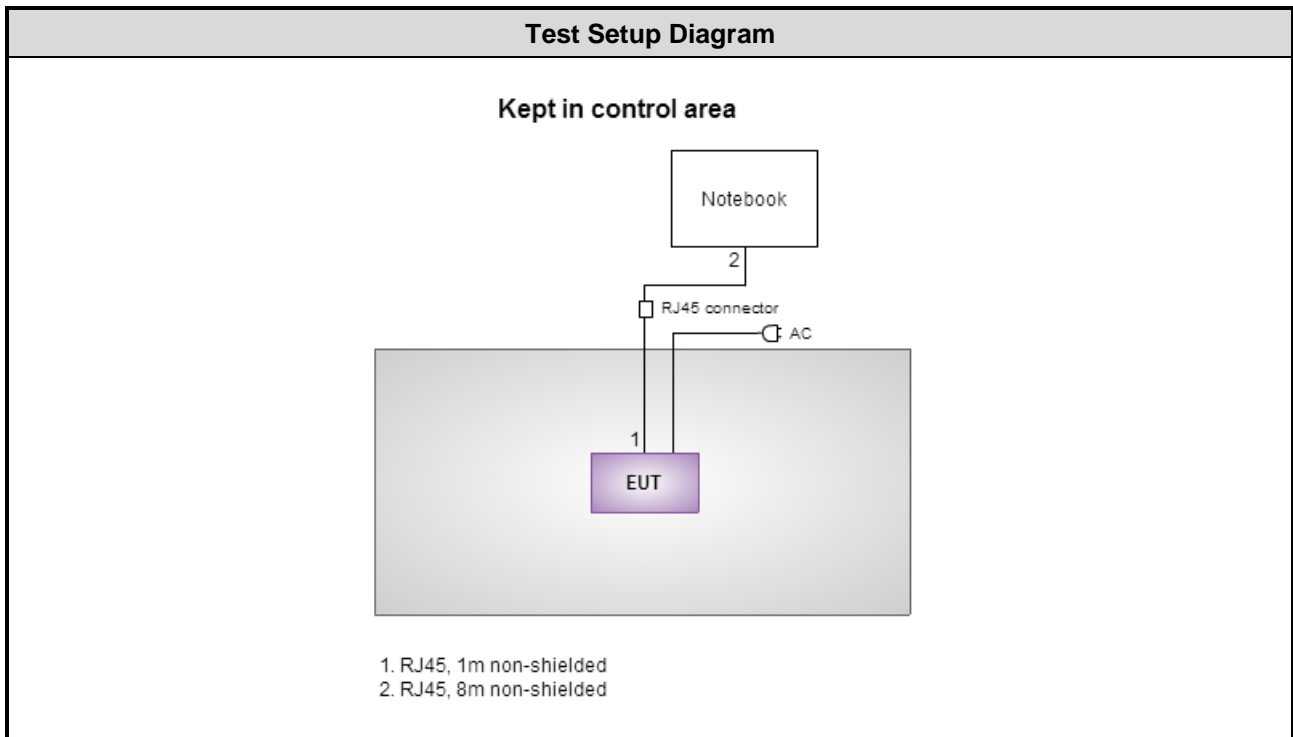 Test Setup Diagram
Kept in control area
Notebook
2
RJ45 connector
AC
1
EUT
1. RJ45, 1m non-shielded
2. RJ45, 8m non-shielded